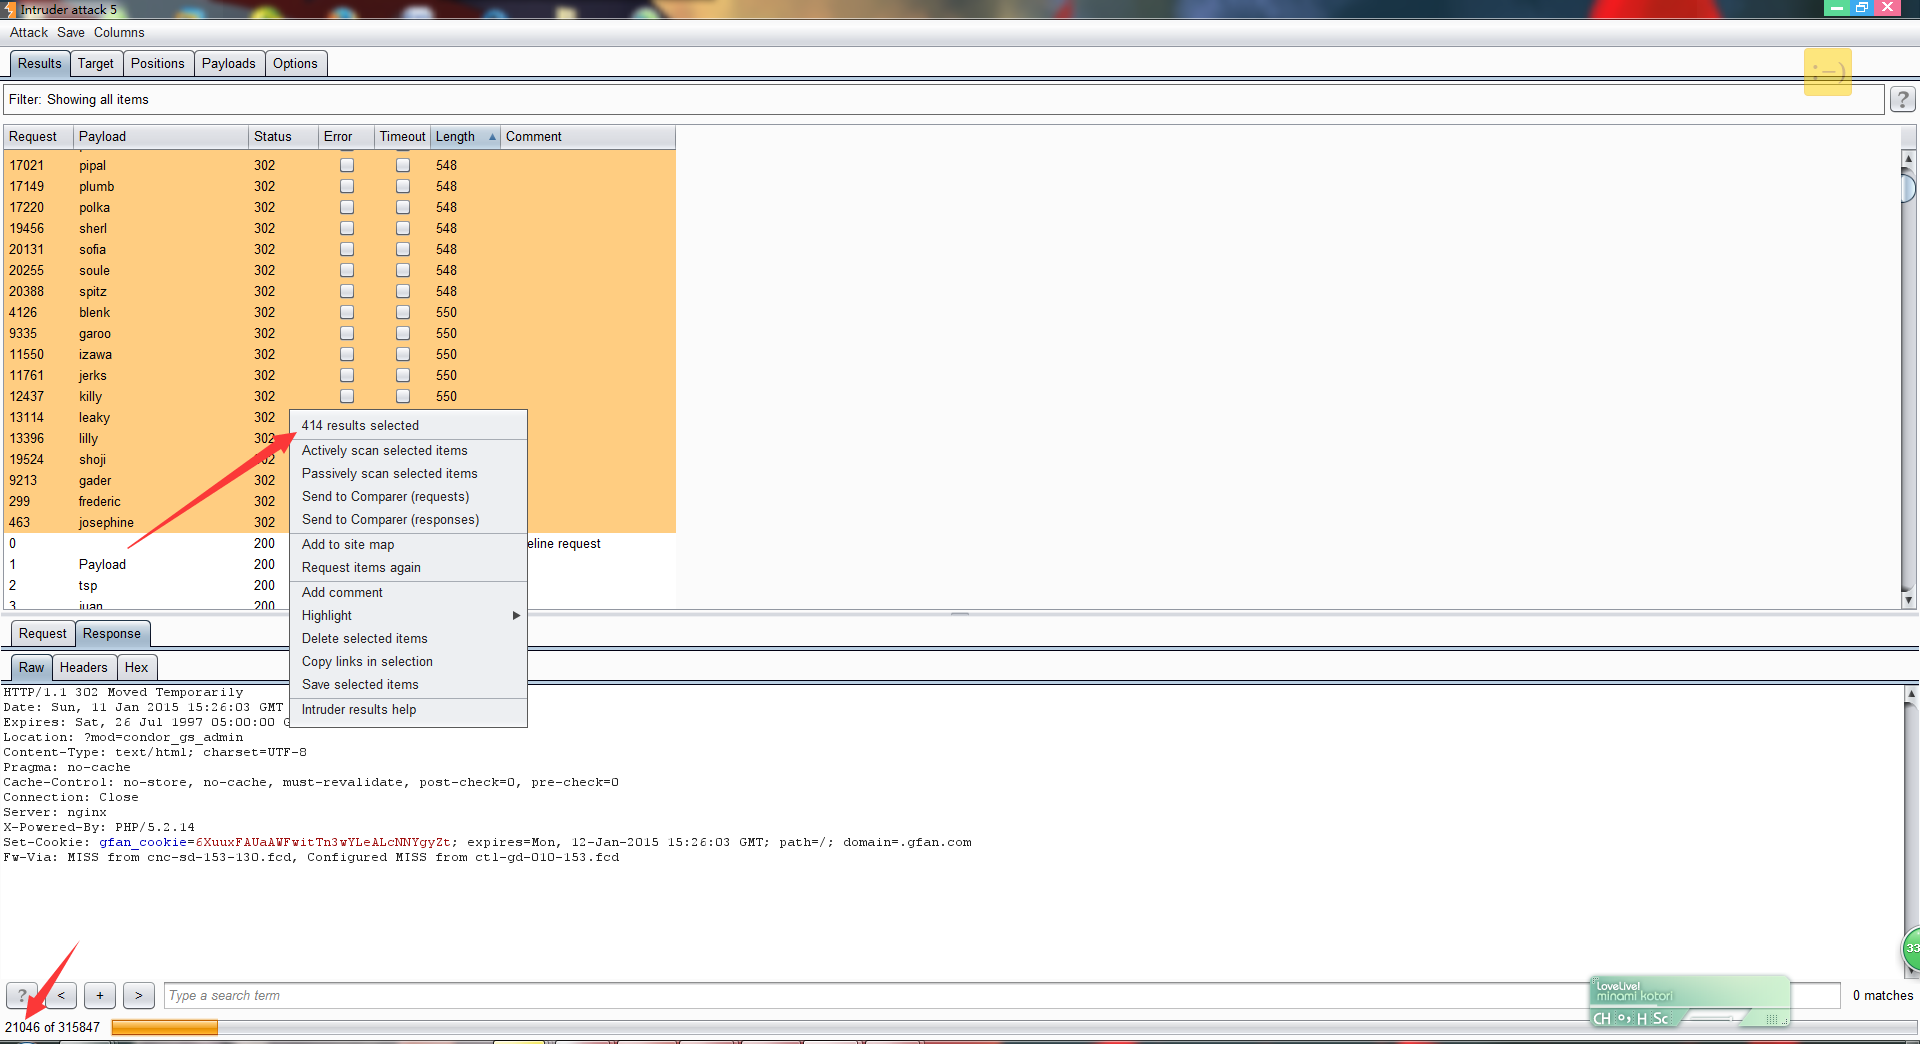 Intruder attack 5
Attack Save Columns
Results Target Positions Payloads Options
:-)
Filter: Showing all items
?
Request Payload Status Error Timeout Length Comment
17021 pipal 302 548
17149 plumb 302 548
17220 polka 302 548
19456 sherl 302 548
20131 sofia 302 548
20255 soule 302 548
20388 spitz 302 548
4126 blenk 302 550
9335 garoo 302 550
11550 izawa 302 550
11761 jerks 302 550
12437 killy 302 550
13114 leaky 302
13396 lilly 302
19524 shoji 302
9213 gader 302
299 frederic 302
463 josephine 302
0 200 eline request
1 Payload 200
2 tsp 200
3 juan 200
414 results selected
Actively scan selected items
Passively scan selected items
Send to Comparer (requests)
Send to Comparer (responses)
Add to site map
Request items again
Add comment
Highlight
Delete selected items
Copy links in selection
Save selected items
Intruder results help
Request Response
Raw Headers Hex
HTTP/1.1 302 Moved Temporarily
Date: Sun, 11 Jan 2015 15:26:03 GMT
Expires: Sat, 26 Jul 1997 05:00:00 G
Location: ?mod=condor_gs_admin
Content-Type: text/html; charset=UTF-8
Pragma: no-cache
Cache-Control: no-store, no-cache, must-revalidate, post-check=0, pre-check=0
Connection: Close
Server: nginx
X-Powered-By: PHP/5.2.14
Set-Cookie: gfan_cookie=6XuuxFAUaAWFwitTn3wYLeALcNNYgyZt; expires=Mon, 12-Jan-2015 15:26:03 GMT; path=/; domain=.gfan.com
Fw-Via: MISS from cnc-sd-153-130.fcd, Configured MISS from ctl-gd-010-153.fcd
33
? < + > Type a search term 0 matches
LoveLive!
minami kotori
CH H Sc
21046 of 315847